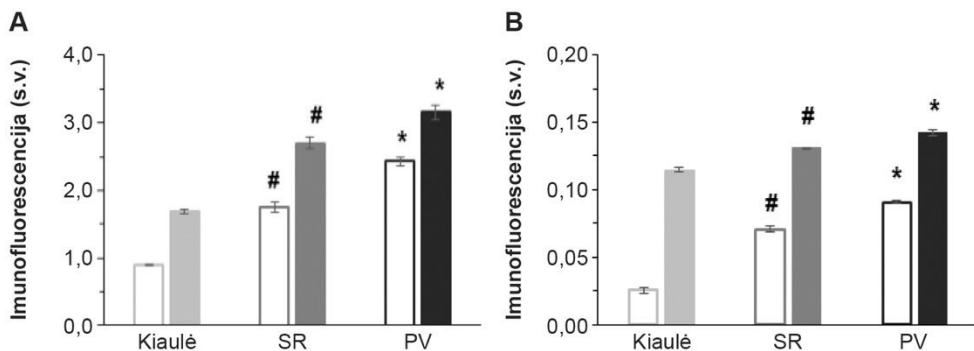 A
Imunofluorescencija (s.v.)
4,0
3,0
2,0
1,0
0,0
#
#
*
*
Kiaulė
SR
PV
B
Imunofluorescencija (s.v.)
0,20
0,15
0,10
0,05
0,00
#
#
*
*
Kiaulė
SR
PV